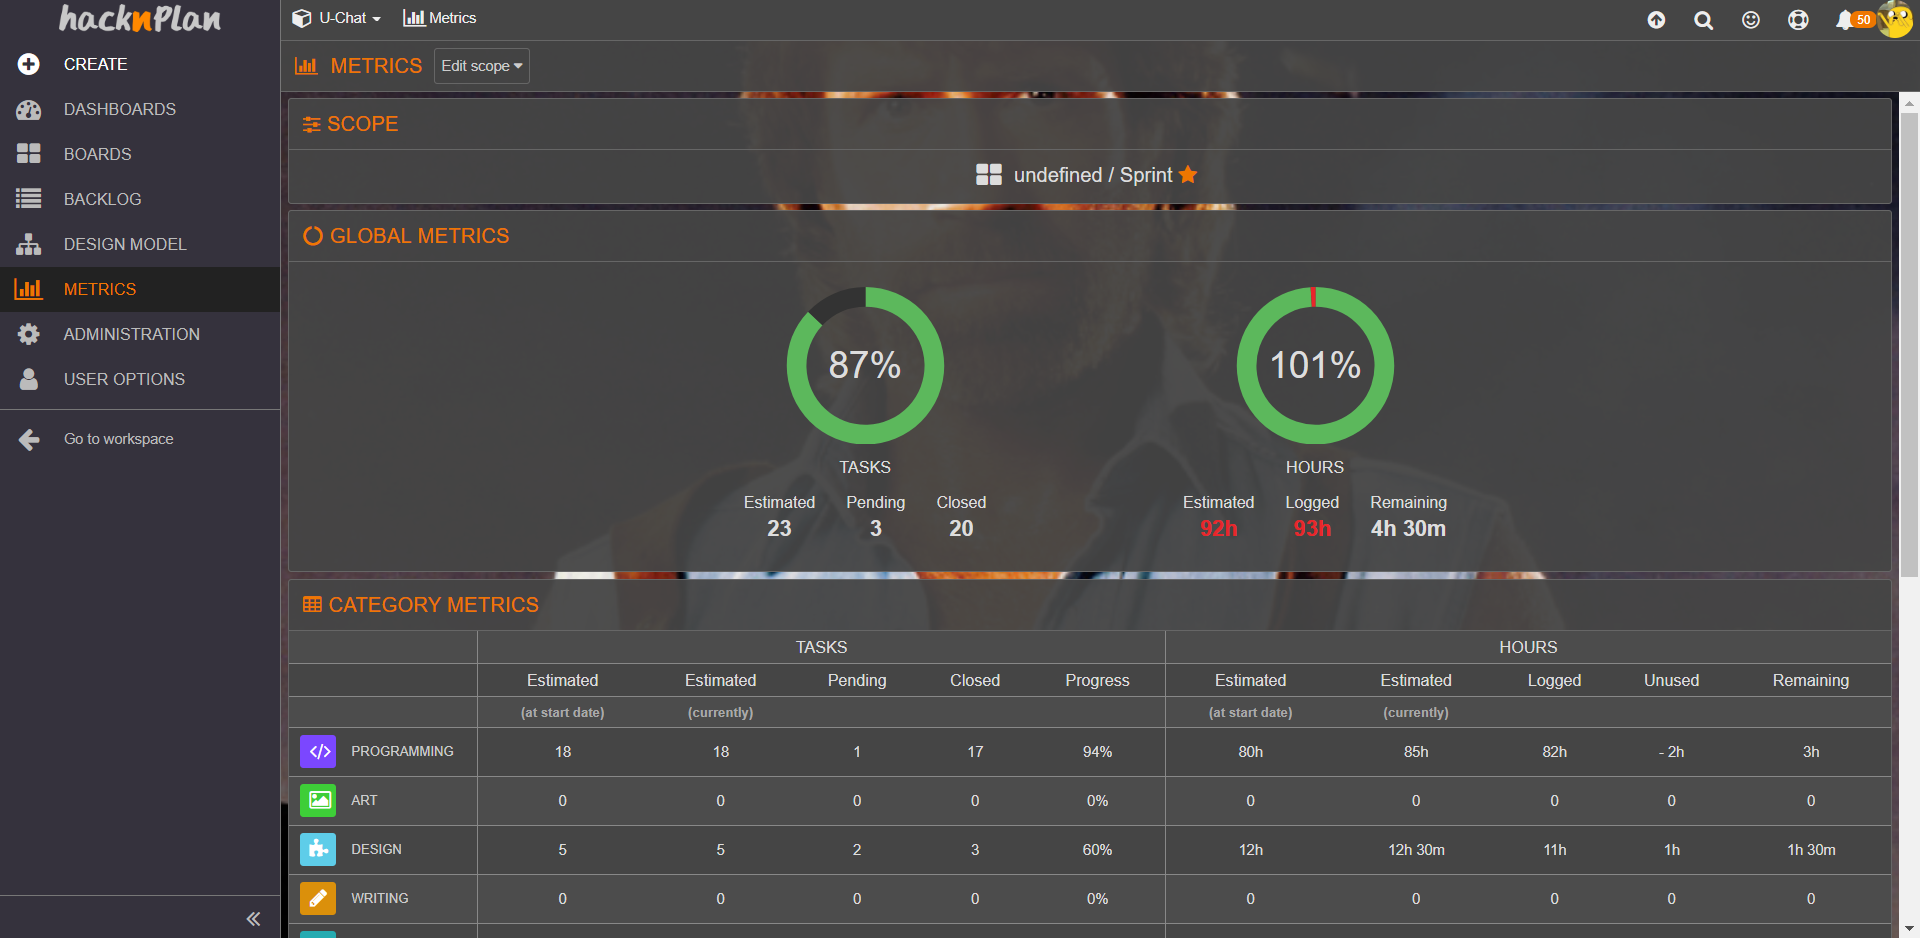 hacknPlan
CREATE
DASHBOARDS
BOARDS
BACKLOG
DESIGN MODEL
METRICS
ADMINISTRATION
USER OPTIONS
Go to workspace
U-Chat
Metrics
50
METRICS
Edit scope
SCOPE
undefined / Sprint
GLOBAL METRICS
87%
101%
TASKS
HOURS
Estimated Pending Closed
23 3 20
Estimated Logged Remaining
92h 93h 4h 30m
CATEGORY METRICS
TASKS HOURS
Estimated Estimated Pending Closed Progress Estimated Estimated Logged Unused Remaining
(at start date) (currently) (at start date) (currently)
PROGRAMMING 18 18 1 17 94% 80h 85h 82h - 2h 3h
ART 0 0 0 0 0% 0 0 0 0 0
DESIGN 5 5 2 3 60% 12h 12h 30m 11h 1h 1h 30m
WRITING 0 0 0 0 0% 0 0 0 0 0